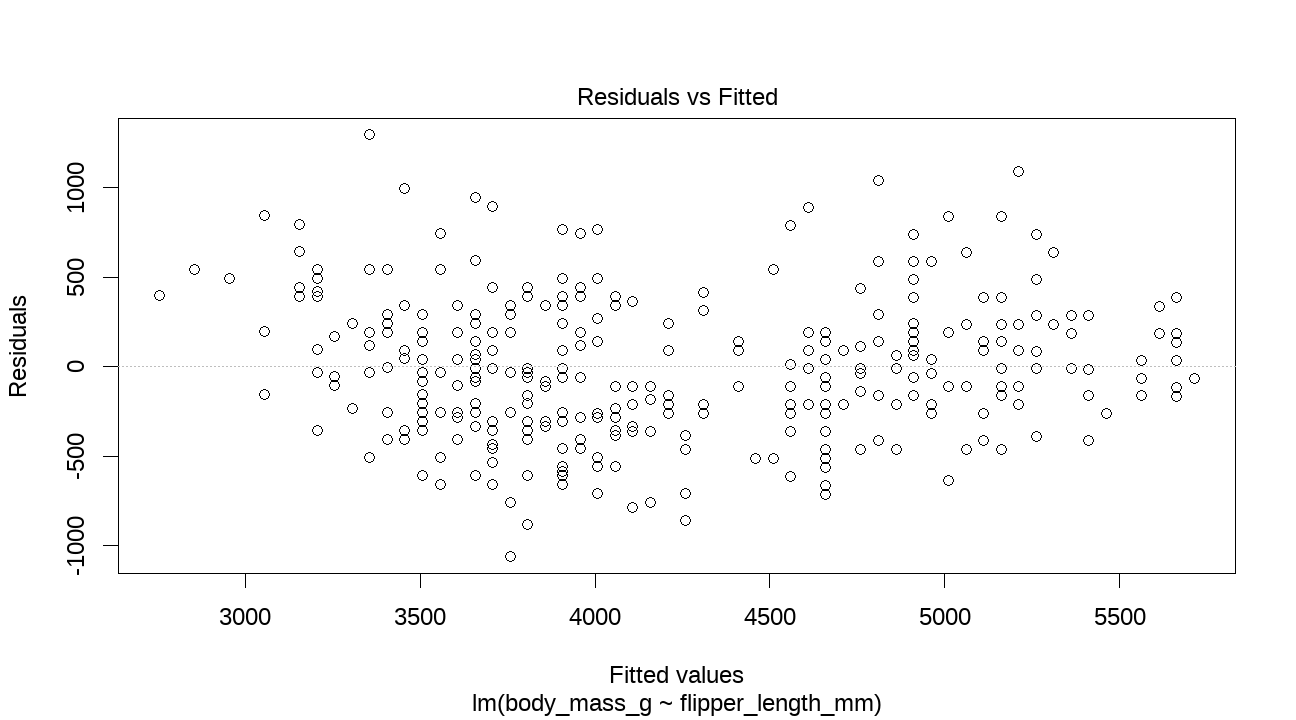 Residuals vs Fitted
Residuals
1000
500
0
-500
-1000
3000 3500 4000 4500 5000 5500
Fitted values
lm(body_mass_g ~ flipper_length_mm)